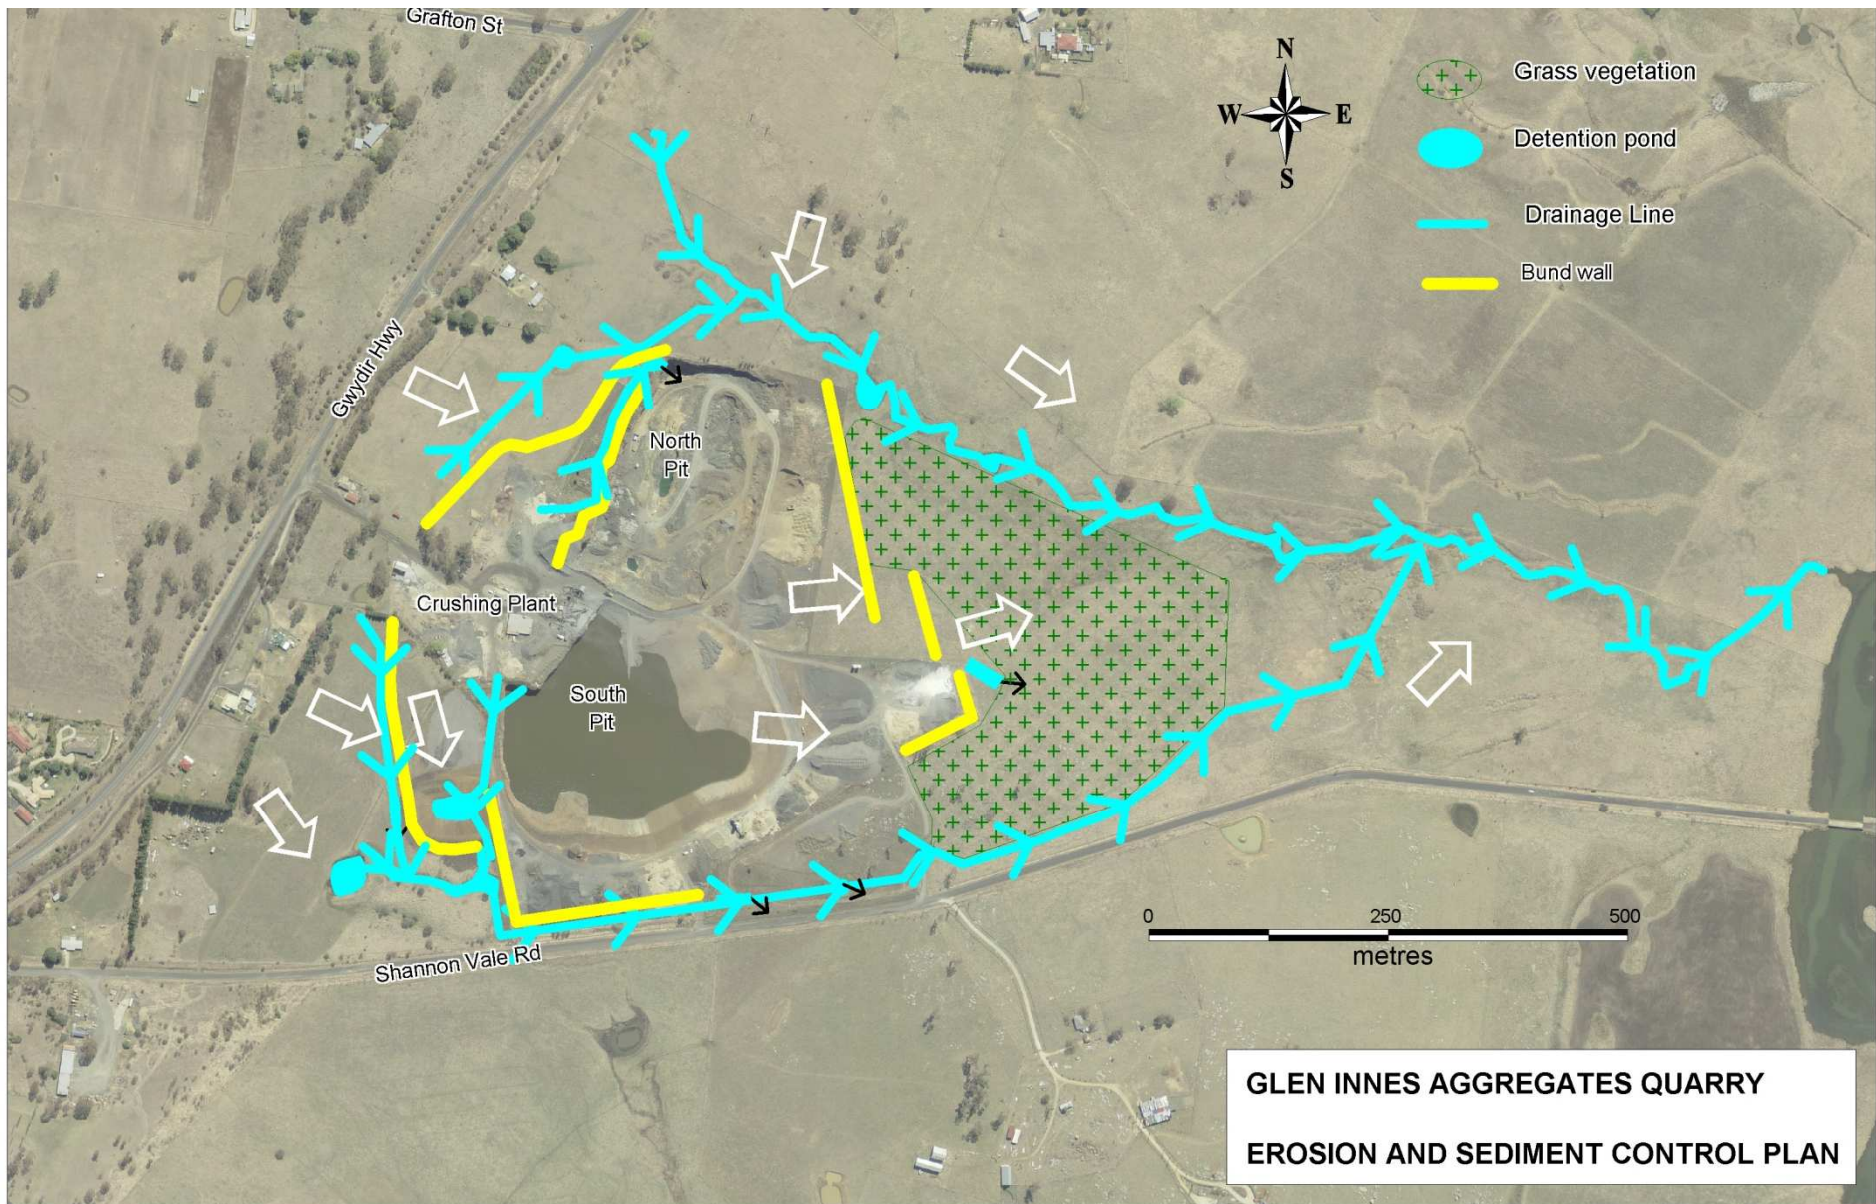 Grafton St
N
W E
S
Grass vegetation
Detention pond
Drainage Line
Bund wall
Gwydir Hwy
North
Pit
Crushing Plant
South
Pit
Shannon Vale Rd
0 250 500
metres
GLEN INNES AGGREGATES QUARRY
EROSION AND SEDIMENT CONTROL PLAN